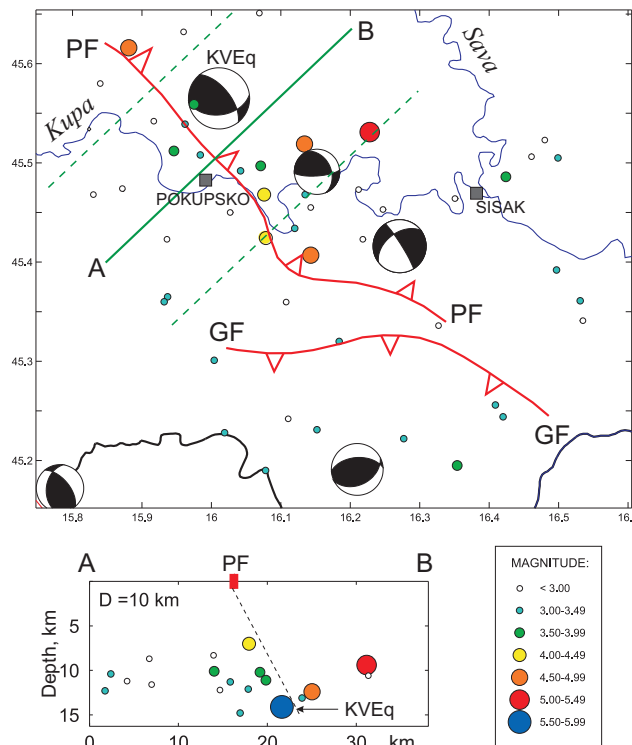 PF
B
KVEq
Sava
Kupa
POKUPSKO
SISAK
A
PF
GF
GF
45.6
45.5
45.4
45.3
45.2
15.8 15.9 16 16.1 16.2 16.3 16.4 16.5 16.6
A PF B
D =10 km
Depth, km
5
10
15
KVEq
0 10 20 30 km
MAGNITUDE:
< 3.00
3.00-3.49
3.50-3.99
4.00-4.49
4.50-4.99
5.00-5.49
5.50-5.99